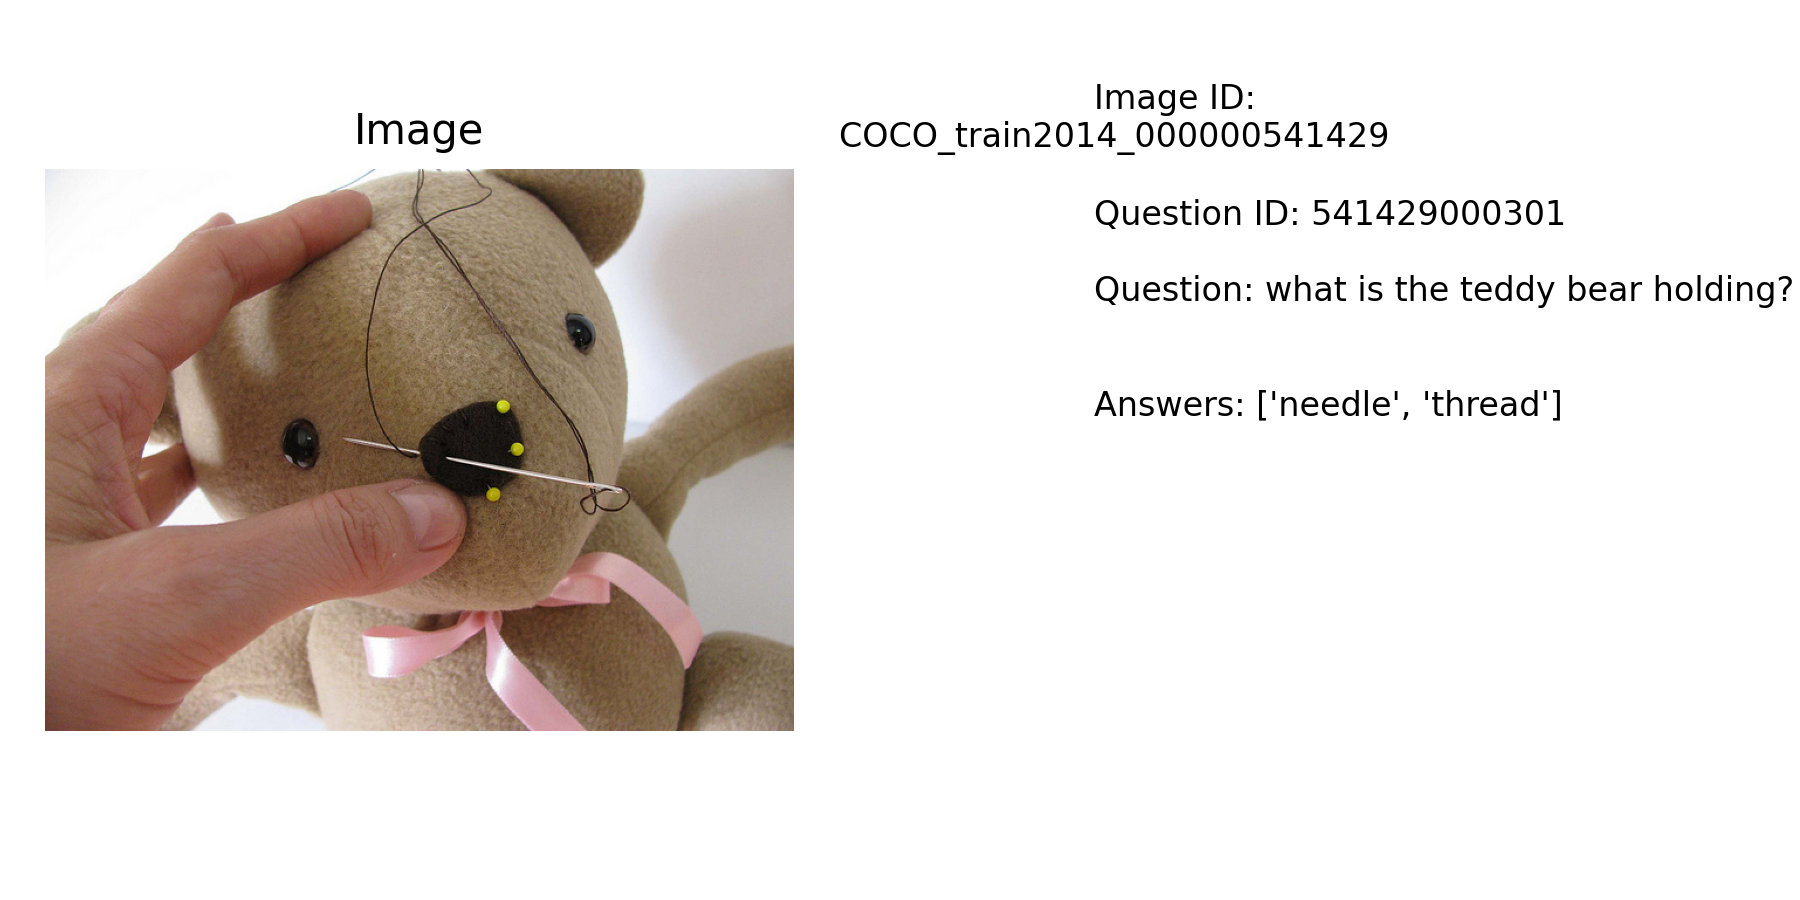 Image
Image ID:
COCO_train2014_000000541429
Question ID: 541429000301
Question: what is the teddy bear holding?
Answers: ['needle', 'thread']